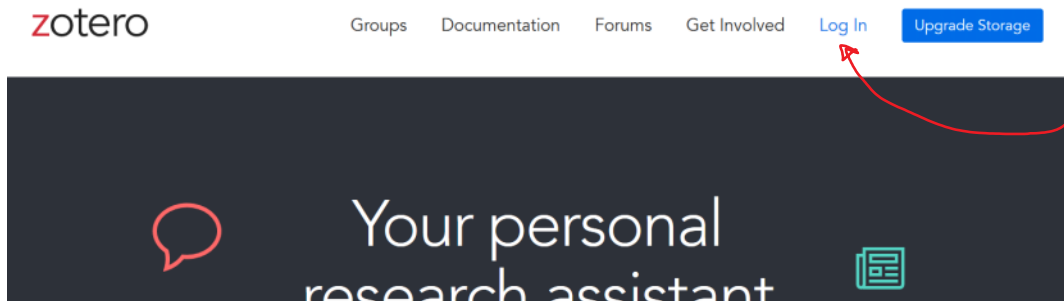 zotero
Groups Documentation Forums Get Involved Log In Upgrade Storage
Your personal
research assistant